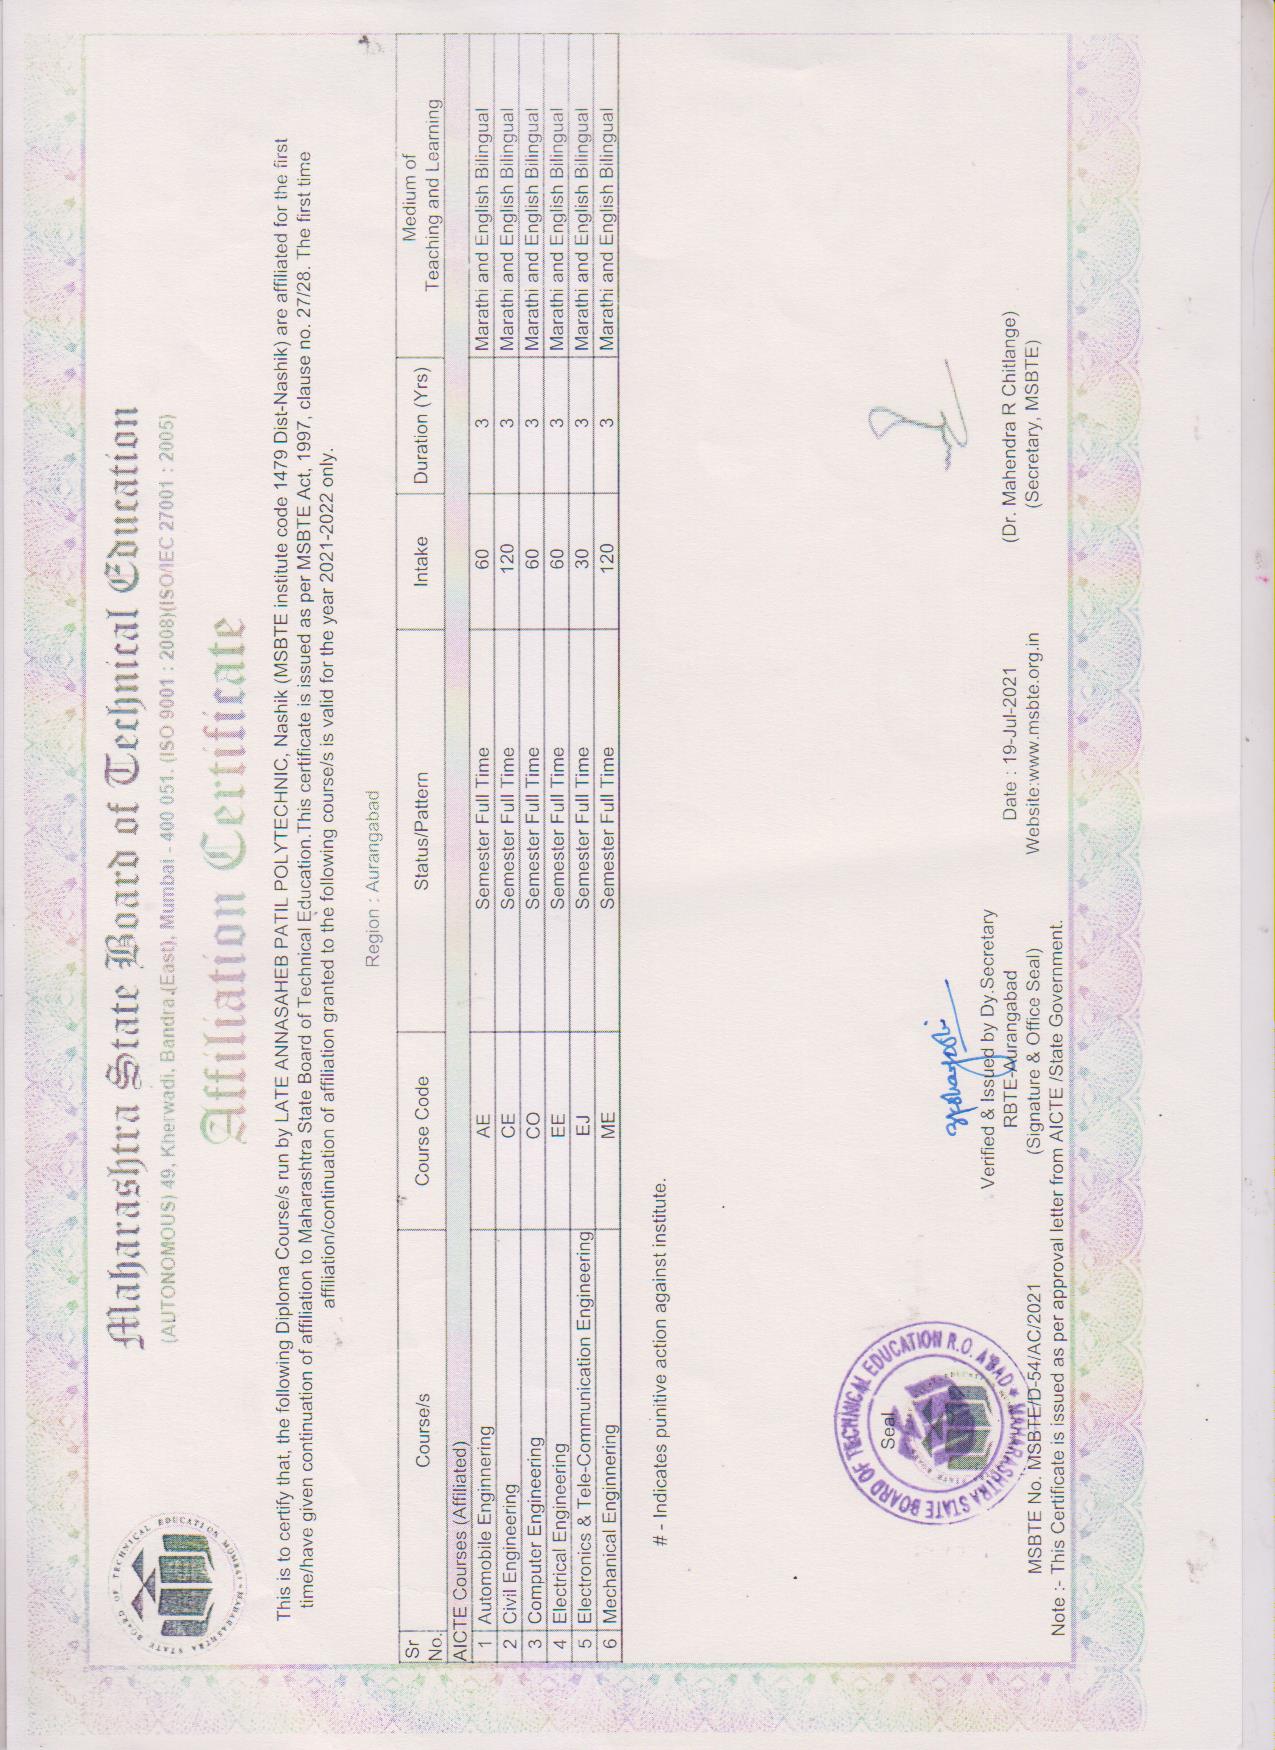 Maharashtra State Board of Technical Education
(AUTONOMOUS) 49, Kherwadi, Bandra,(East), Mumbai - 400 051. (ISO 9001 : 2008)(ISO/IEC 27001 : 2005)
Affiliation Certificate
This is to certify that, the following Diploma Course/s run by LATE ANNASAHEB PATIL POLYTECHNIC, Nashik (MSBTE institute code 1479 Dist-Nashik) are affiliated for the first
time/have given continuation of affiliation to Maharashtra State Board of Technical Education.This certificate is issued as per MSBTE Act, 1997, clause no. 27/28. The first time
affiliation/continuation of affiliation granted to the following course/s is valid for the year 2021-2022 only.
Region : Aurangabad
Sr No. Course/s Course Code Status/Pattern Intake Duration (Yrs) Medium of Teaching and Learning
AICTE Courses (Affiliated)
1 Automobile Enginnering AE Semester Full Time 60 3 Marathi and English Bilingual
2 Civil Engineering CE Semester Full Time 120 3 Marathi and English Bilingual
3 Computer Engineering CO Semester Full Time 60 3 Marathi and English Bilingual
4 Electrical Engineering EE Semester Full Time 60 3 Marathi and English Bilingual
5 Electronics & Tele-Communication Engineering EJ Semester Full Time 30 3 Marathi and English Bilingual
6 Mechanical Enginnering ME Semester Full Time 120 3 Marathi and English Bilingual
# - Indicates punitive action against institute.
MAHARASHTRA STATE BOARD OF TECHNICAL EDUCATION R.O. A'BAD
Seal
Verified & Issued by Dy.Secretary
RBTE-Aurangabad
(Signature & Office Seal)
Date : 19-Jul-2021
Website:www.msbte.org.in
(Dr. Mahendra R Chitlange)
(Secretary, MSBTE)
MSBTE No. MSBTE/D-54/AC/2021
Note :- This Certificate is issued as per approval letter from AICTE /State Government.